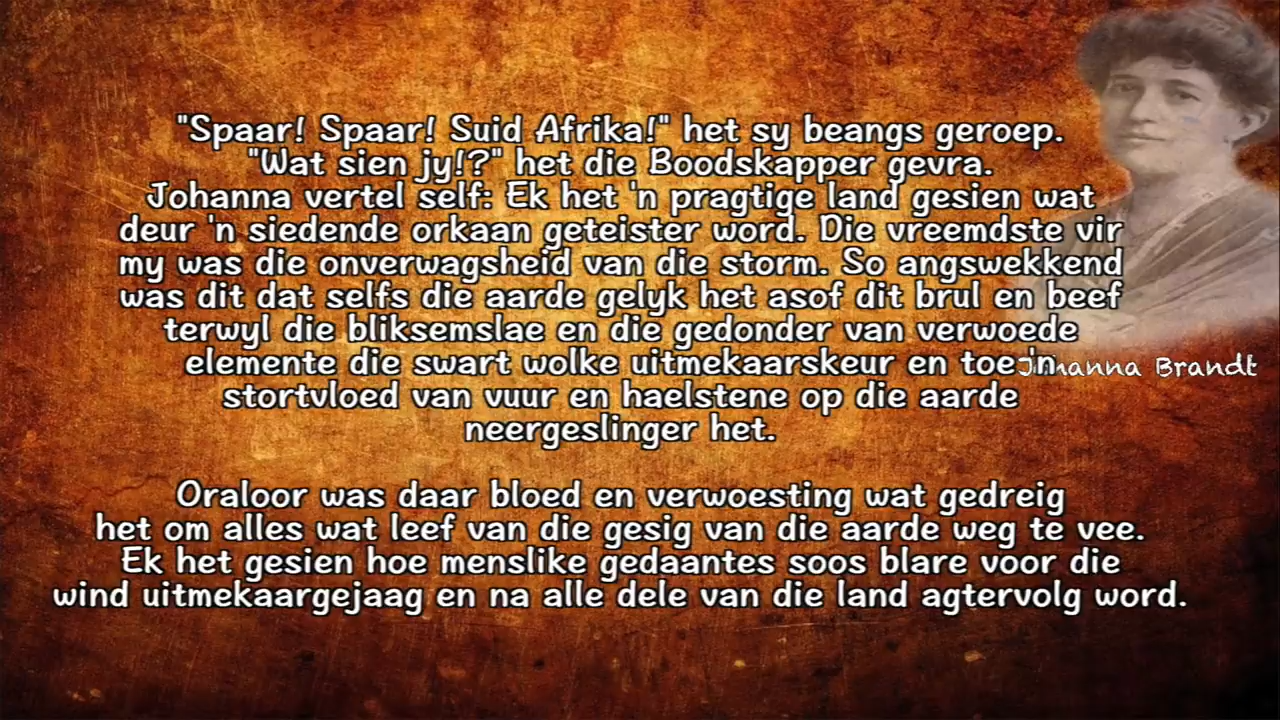 "Spaar! Spaar! Suid Afrika!" het sy beangs geroep.
"Wat sien jy!?" het die Boodskapper gevra.
Johanna vertel self: Ek het 'n pragtige land gesien wat
deur 'n siedende orkaan geteister word. Die vreemdste vir
my was die onverwagsheid van die storm. So angswekkend
was dit dat selfs die aarde gelyk het asof dit brul en beef
terwyl die bliksemslae en die gedonder van verwoede
elemente die swart wolke uitmekaarskeur en toe 'n
Johanna Brandt
stortvloed van vuur en haelstene op die aarde
neergeslinger het.
Oraloor was daar bloed en verwoesting wat gedreig
het om alles wat leef van die gesig van die aarde weg te vee.
Ek het gesien hoe menslike gedaantes soos blare voor die
wind uitmekaargejaag en na alle dele van die land agtervolg word.